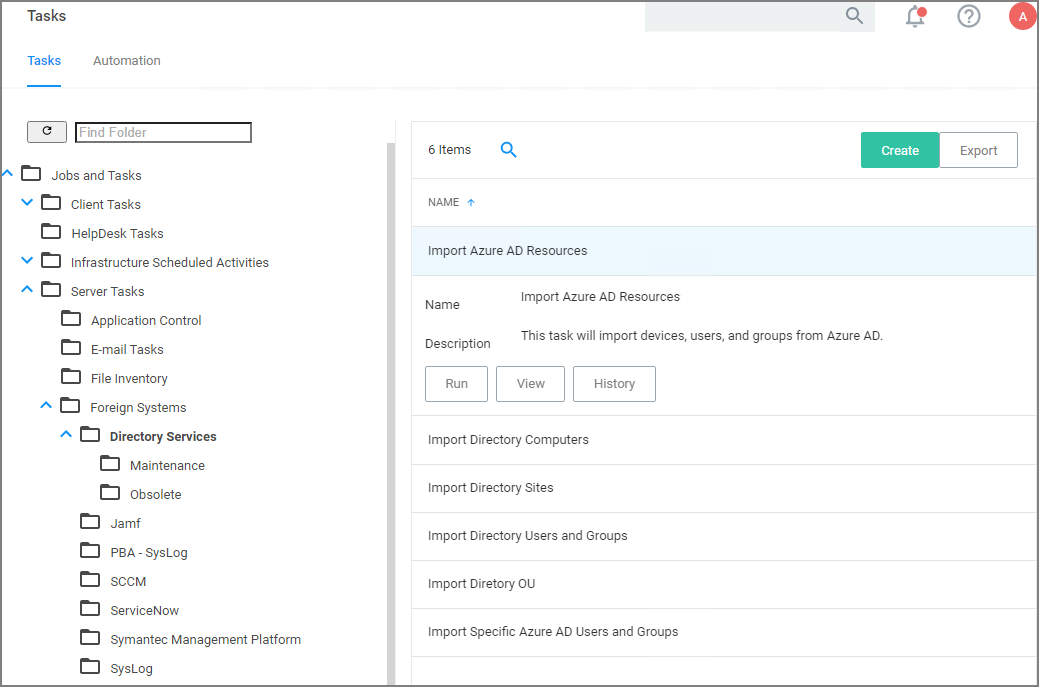 Tasks
A
Tasks
Automation
Find Folder
Jobs and Tasks
Client Tasks
HelpDesk Tasks
Infrastructure Scheduled Activities
Server Tasks
Application Control
E-mail Tasks
File Inventory
Foreign Systems
Directory Services
Maintenance
Obsolete
Jamf
PBA - SysLog
SCCM
ServiceNow
Symantec Management Platform
SysLog
6 Items
Create
Export
NAME
Import Azure AD Resources
Name
Import Azure AD Resources
Description
This task will import devices, users, and groups from Azure AD.
Run
View
History
Import Directory Computers
Import Directory Sites
Import Directory Users and Groups
Import Diretory OU
Import Specific Azure AD Users and Groups